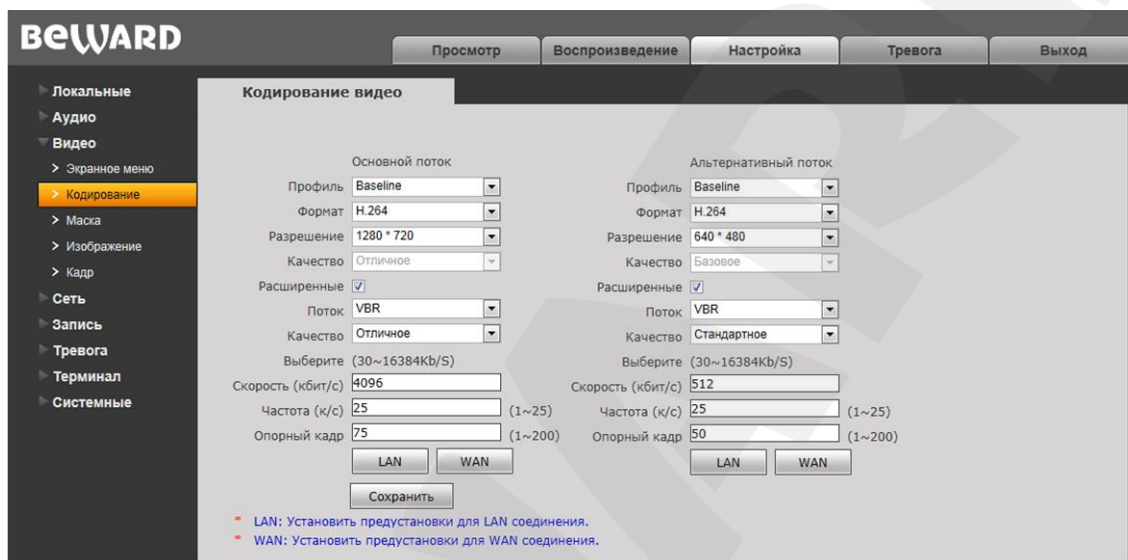 BEWARD
Просмотр Воспроизведение Настройка Тревога Выход
Локальные
Аудио
Видео
> Экранное меню
> Кодирование
> Маска
> Изображение
> Кадр
Сеть
Запись
Тревога
Терминал
Системные
Кодирование видео
Основной поток
Профиль Baseline
Формат H.264
Разрешение 1280 * 720
Качество Отличное
Расширенные
Поток VBR
Качество Отличное
Выберите (30~16384Kb/S)
Скорость (кбит/с) 4096
Частота (к/с) 25 (1~25)
Опорный кадр 75 (1~200)
LAN WAN
Сохранить
Альтернативный поток
Профиль Baseline
Формат H.264
Разрешение 640 * 480
Качество Базовое
Расширенные
Поток VBR
Качество Стандартное
Выберите (30~16384Kb/S)
Скорость (кбит/с) 512
Частота (к/с) 25 (1~25)
Опорный кадр 50 (1~200)
LAN WAN
* LAN: Установить предустановки для LAN соединения.
* WAN: Установить предустановки для WAN соединения.